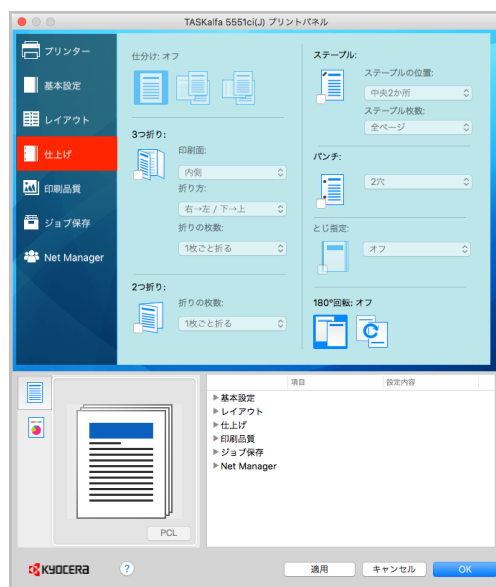 TASKalfa 5551ci(J) プリントパネル
プリンター
基本設定
レイアウト
仕上げ
印刷品質
ジョブ保存
Net Manager
仕分け: オフ
3つ折り:
印刷面:
内側
折り方:
右→左 / 下→上
折りの枚数:
1枚ごと折る
2つ折り:
折りの枚数:
1枚ごと折る
ステープル:
ステープルの位置:
中央2か所
ステープル枚数:
全ページ
パンチ:
2穴
とじ指定:
オフ
180°回転: オフ
PCL
項目
設定内容
基本設定
レイアウト
仕上げ
印刷品質
ジョブ保存
Net Manager
KYOCERA
?
適用
キャンセル
OK